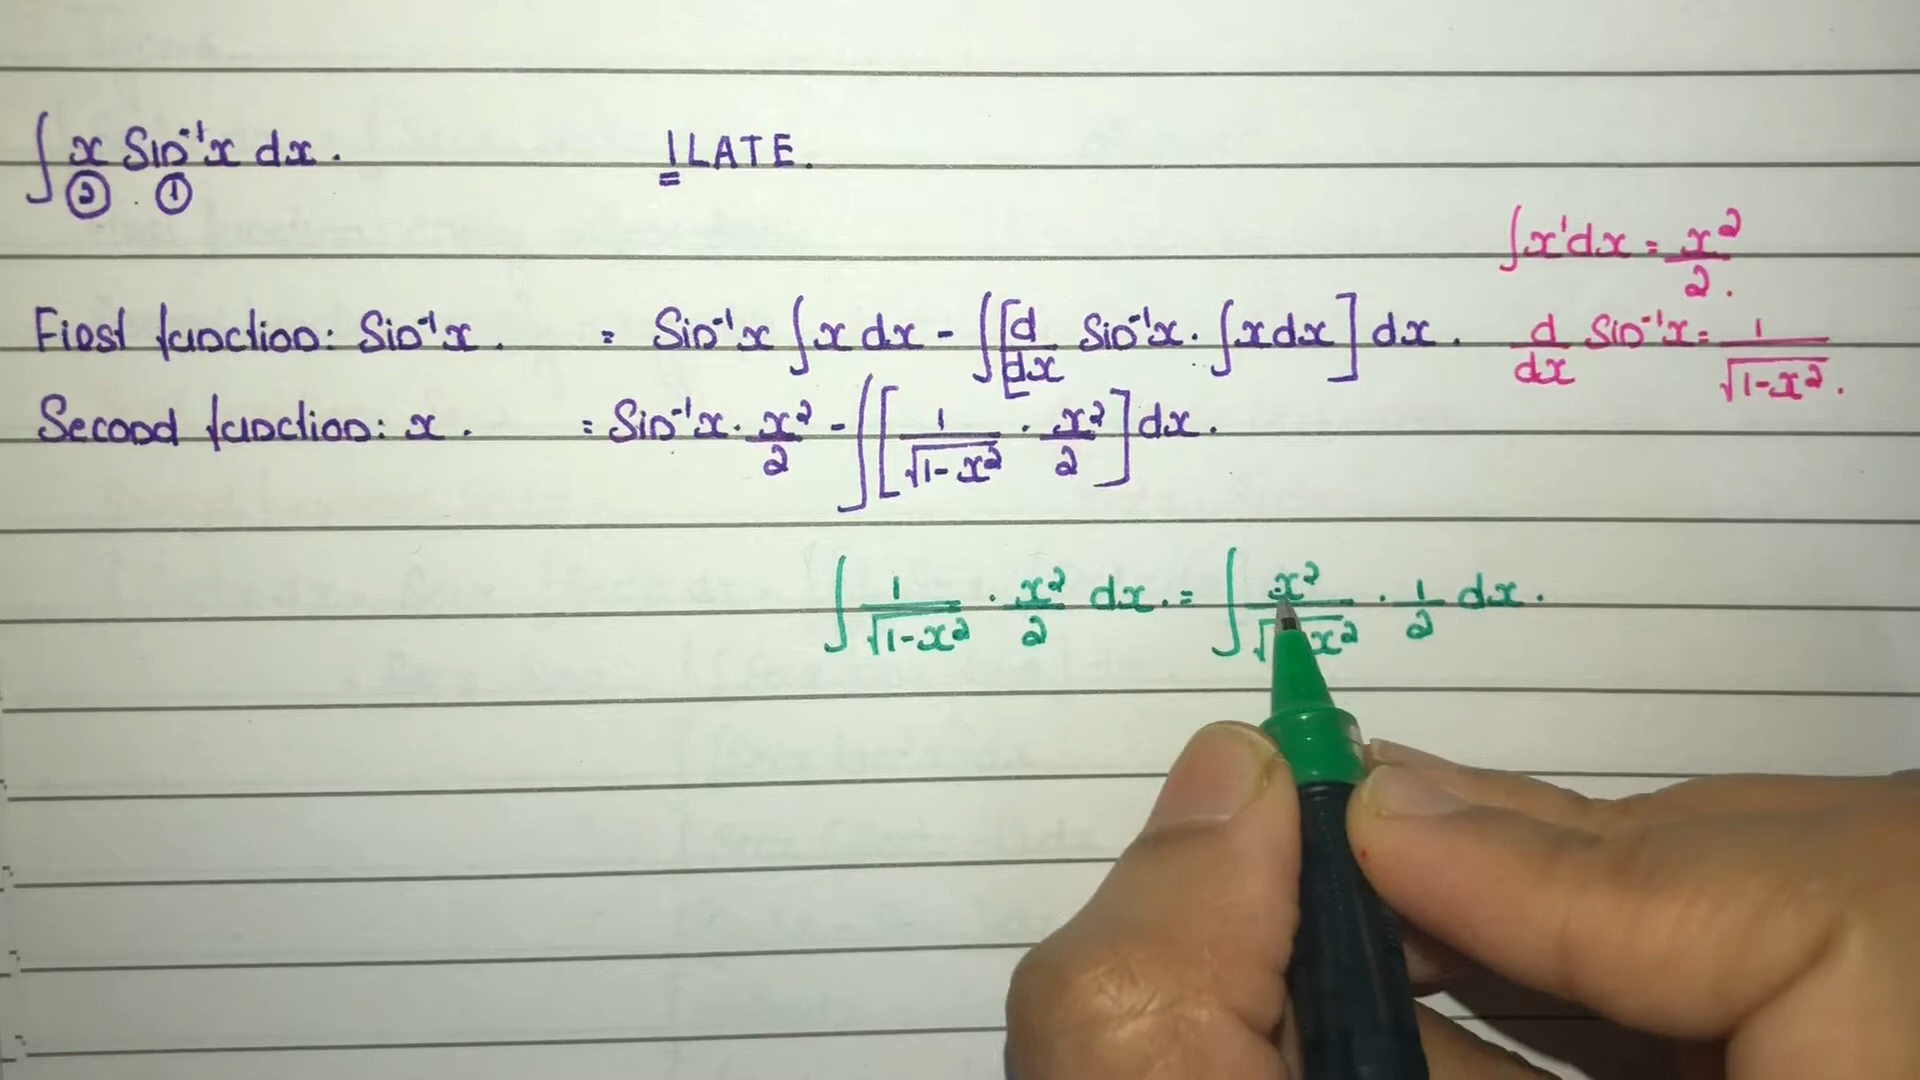 ∫ x Sin⁻¹x dx. ILATE.
② . ①
∫x¹dx = x²/2.
First function: Sin⁻¹x. = Sin⁻¹x ∫x dx - ∫[d/dx Sin⁻¹x. ∫xdx] dx. d/dx Sin⁻¹x = 1/√1-x².
Second function: x. = Sin⁻¹x. x²/2 - ∫[1/√1-x² . x²/2] dx.
∫ 1/√1-x² . x²/2 dx. = ∫ x²/√ x² . 1/2 dx.